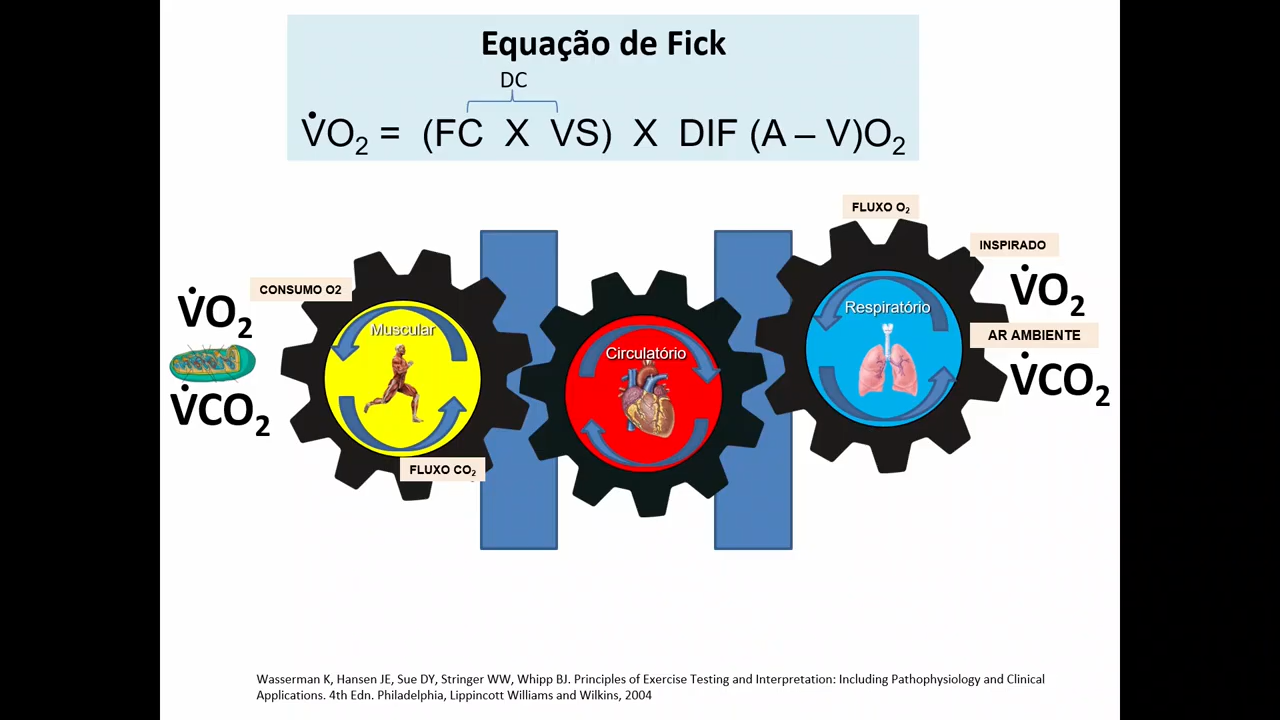 Equação de Fick
DC
V̇O₂ = (FC X VS) X DIF (A – V)O₂
FLUXO O₂
INSPIRADO
CONSUMO O2
V̇O₂
V̇O₂
Muscular
Circulatório
Respiratório
AR AMBIENTE
V̇CO₂
V̇CO₂
FLUXO CO₂
Wasserman K, Hansen JE, Sue DY, Stringer WW, Whipp BJ. Principles of Exercise Testing and Interpretation: Including Pathophysiology and Clinical
Applications. 4th Edn. Philadelphia, Lippincott Williams and Wilkins, 2004